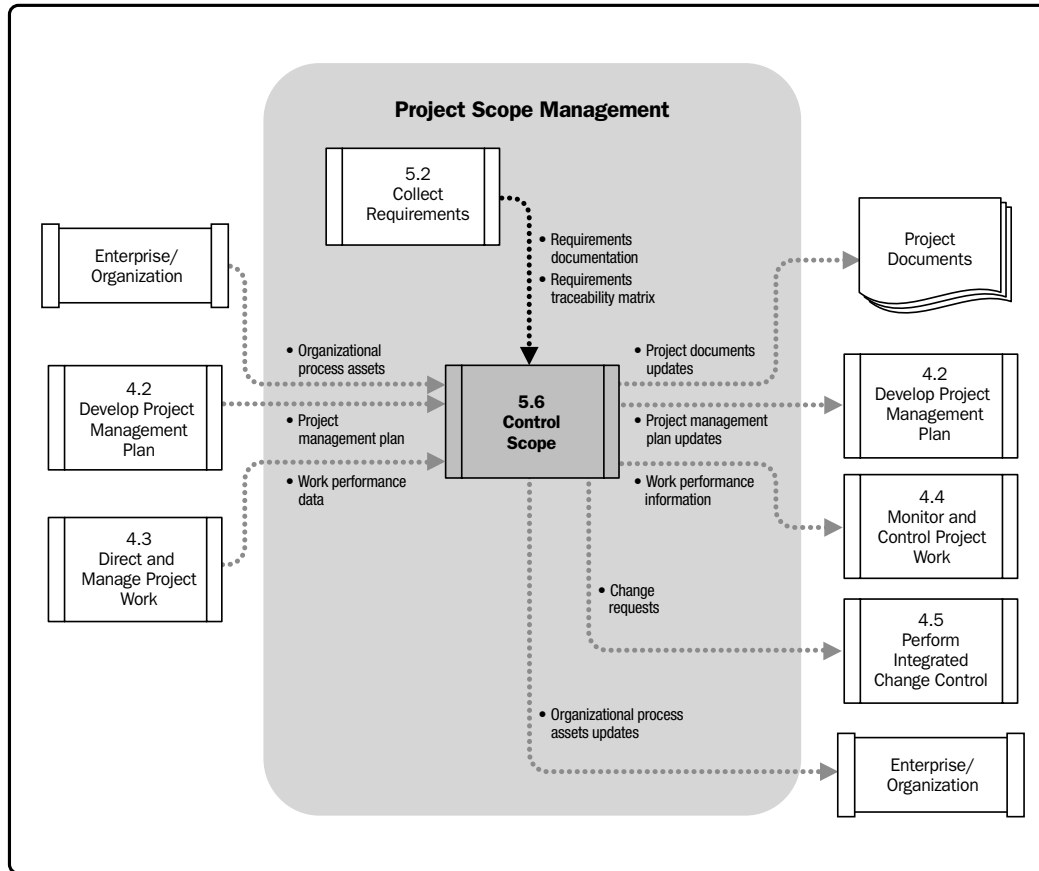 Project Scope Management
5.2
Collect
Requirements
Enterprise/
Organization
• Requirements
documentation
• Requirements
traceability matrix
Project
Documents
• Organizational
process assets
• Project documents
updates
4.2
Develop Project
Management
Plan
• Project
management plan
5.6
Control
Scope
• Project management
plan updates
4.2
Develop Project
Management
Plan
• Work performance
data
• Work performance
information
4.3
Direct and
Manage Project
Work
4.4
Monitor and
Control Project
Work
• Change
requests
4.5
Perform
Integrated
Change Control
• Organizational process
assets updates
Enterprise/
Organization